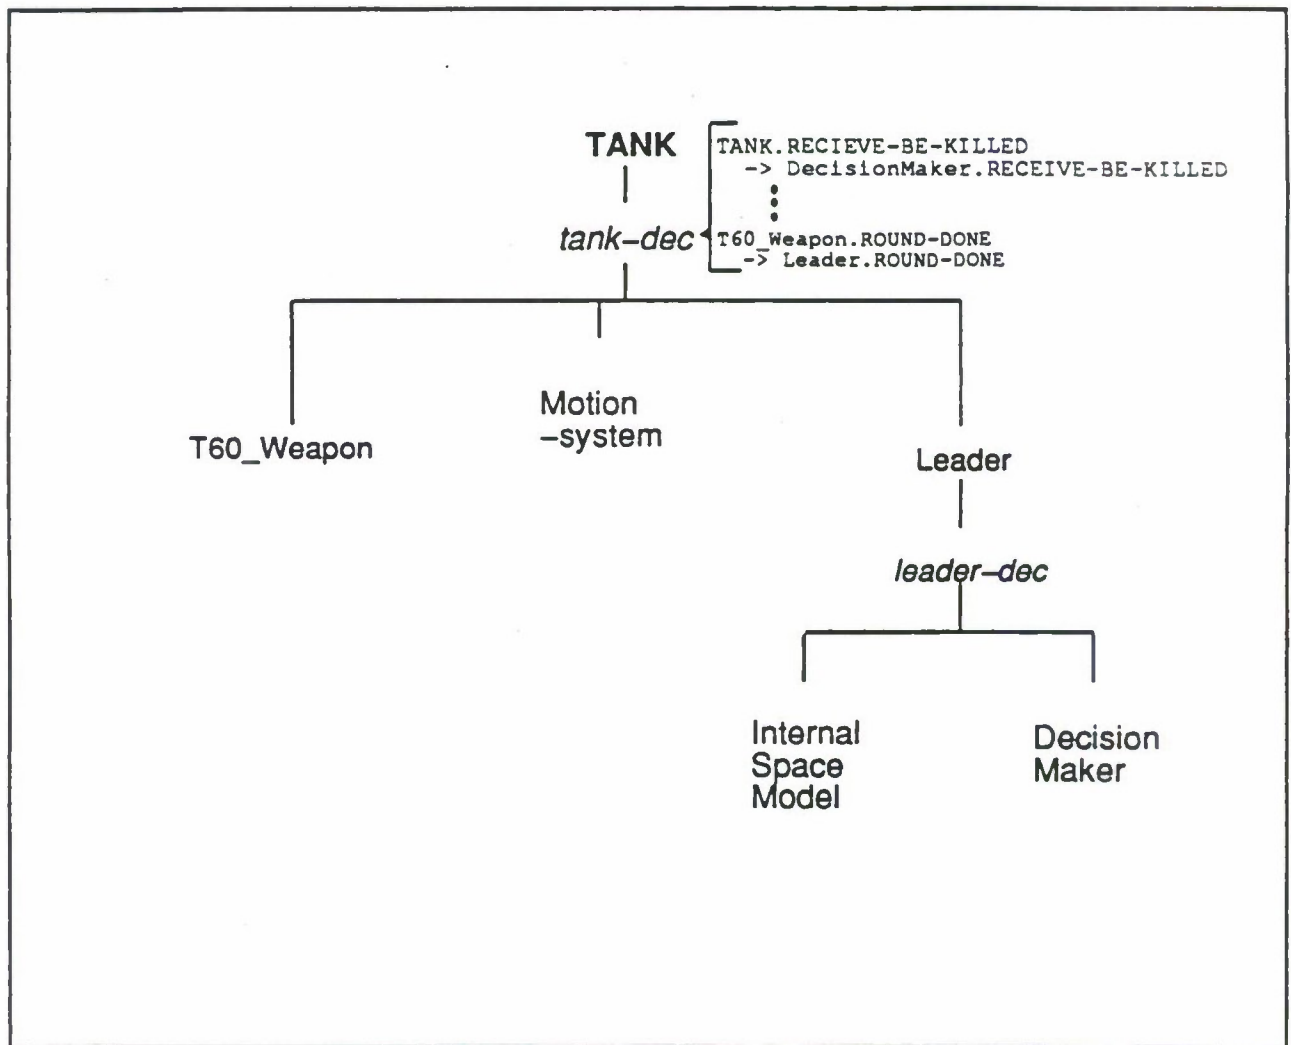 TANK
TANK.RECIEVE-BE-KILLED
-> DecisionMaker.RECEIVE-BE-KILLED
tank-dec
T60_Weapon.ROUND-DONE
-> Leader.ROUND-DONE
Motion
-system
T60_Weapon
Leader
leader-dec
Internal
Space
Model
Decision
Maker